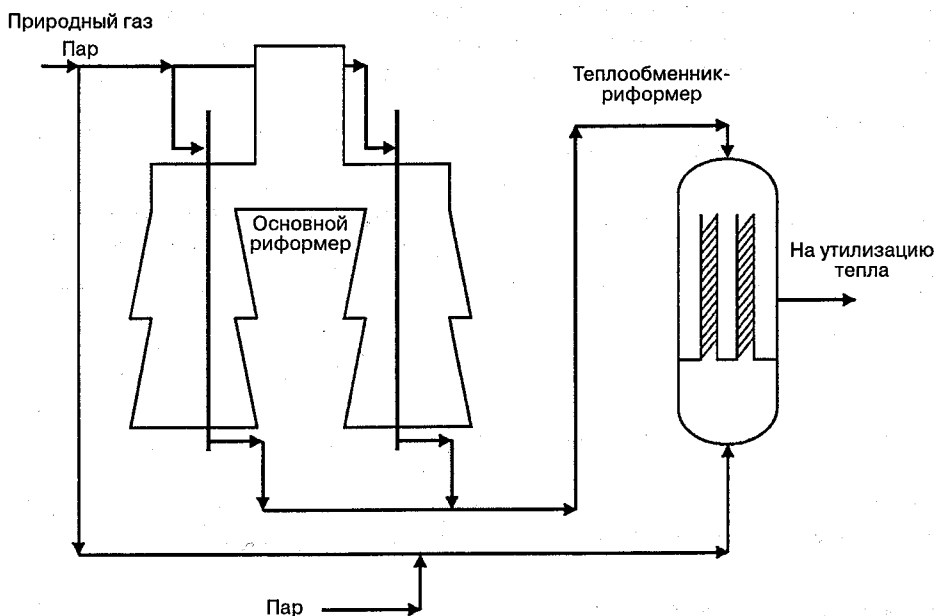 Природный газ
Пар
Теплообменник-
риформер
Основной
риформер
На утилизацию
тепла
Пар